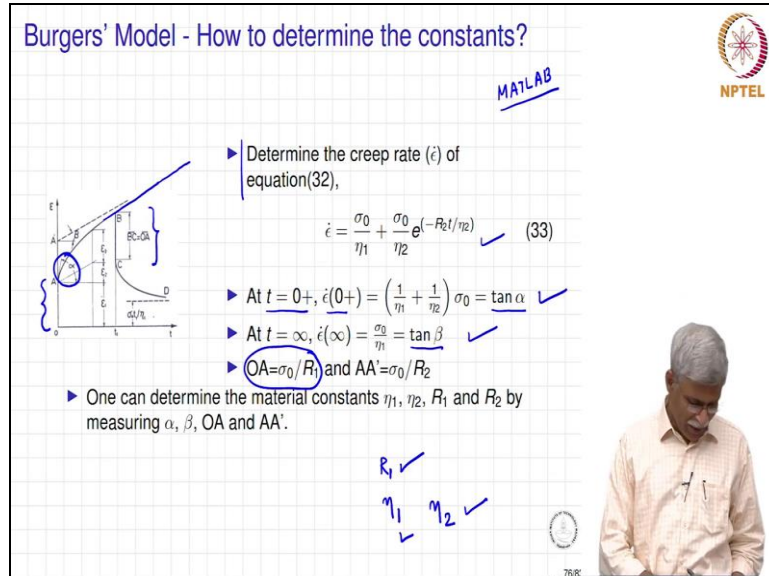 Burgers' Model - How to determine the constants?
NPTEL
MATLAB
▶ Determine the creep rate (ε̇) of
equation(32),
ε̇ = σ₀/η₁ + σ₀/η₂ e^(−R₂t/η₂) ✓ (33)
▶ At t = 0+, ε̇(0+) = (1/η₁ + 1/η₂) σ₀ = tan α ✓
▶ At t = ∞, ε̇(∞) = σ₀/η₁ = tan β ✓
▶ OA=σ₀/R₁ and AA'=σ₀/R₂
▶ One can determine the material constants η₁, η₂, R₁ and R₂ by
measuring α, β, OA and AA'.
ε
A'
β
B
BC=OA
α
A
C
D
0
t₁
t
R₁ ✓
η₁ ✓ η₂ ✓